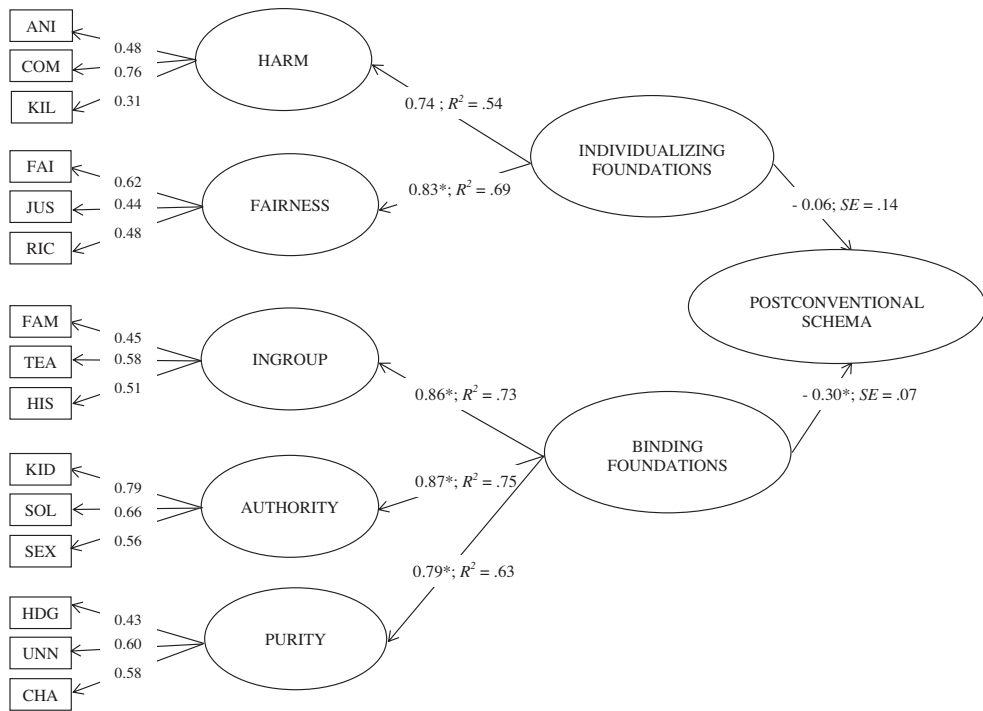 ANI
COM
KIL
0.48
0.76
0.31
HARM
0.74 ; R² = .54
FAI
JUS
RIC
0.62
0.44
0.48
FAIRNESS
0.83*; R² = .69
INDIVIDUALIZING
FOUNDATIONS
- 0.06; SE = .14
POSTCONVENTIONAL
SCHEMA
FAM
TEA
HIS
0.45
0.58
0.51
INGROUP
0.86*; R² = .73
- 0.30*; SE = .07
BINDING
FOUNDATIONS
KID
SOL
SEX
0.79
0.66
0.56
AUTHORITY
0.87*; R² = .75
HDG
UNN
CHA
0.43
0.60
0.58
PURITY
0.79*; R² = .63